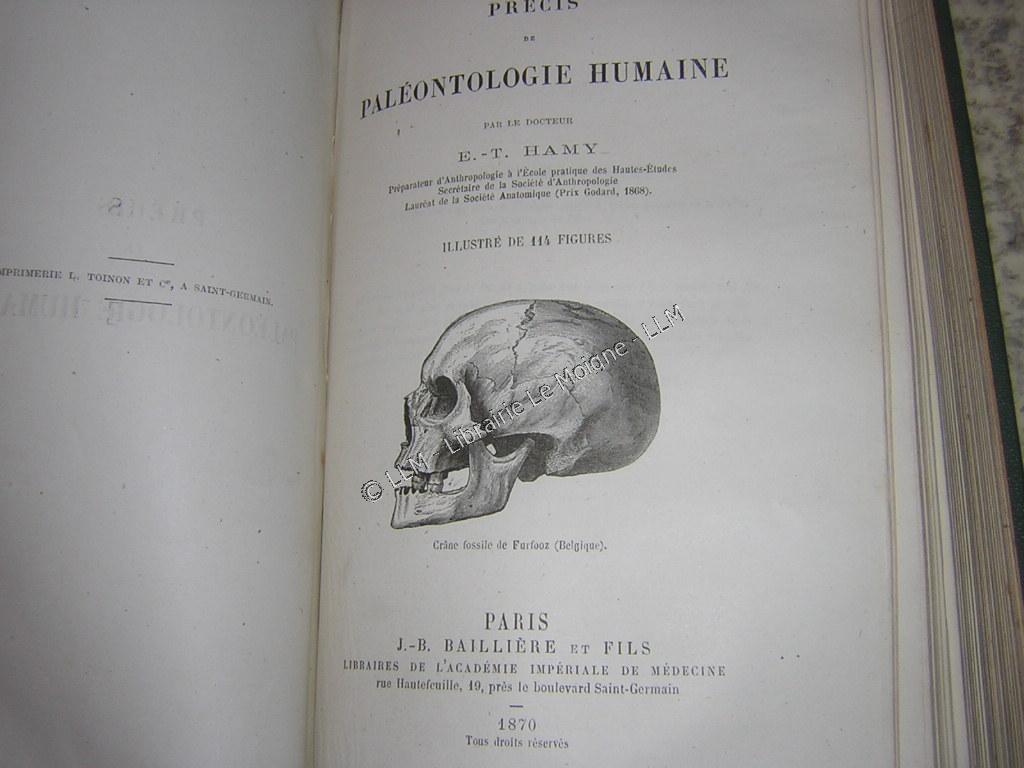 IMPRIMERIE L. TOINON ET Cie, A SAINT-GERMAIN.
PRÉCIS
DE
PALÉONTOLOGIE HUMAINE
PAR LE DOCTEUR
E.-T. HAMY
Préparateur d'Anthropologie à l'École pratique des Hautes-Études
Secrétaire de la Société d'Anthropologie
Lauréat de la Société Anatomique (Prix Godard, 1868).
ILLUSTRÉ DE 114 FIGURES
© LLM - Librairie Le Moigne - LLM
Crâne fossile de Furfooz (Belgique).
PARIS
J.-B. BAILLIÈRE ET FILS
LIBRAIRES DE L'ACADÉMIE IMPÉRIALE DE MÉDECINE
rue Hautefeuille, 19, près le boulevard Saint-Germain
1870
Tous droits réservés